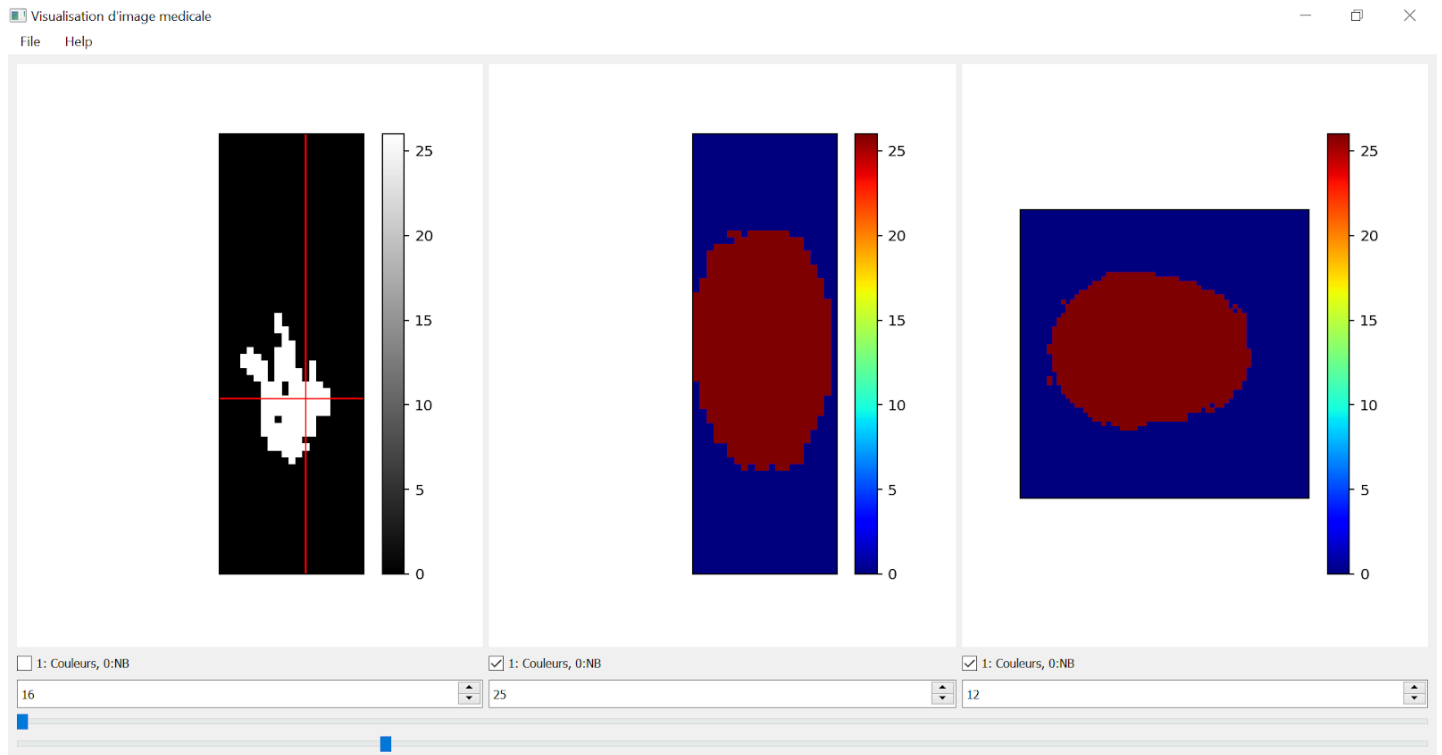 Visualisation d'image medicale
File Help
25 25 25
20 20 20
15 15 15
10 10 10
5 5 5
0 0 0
1: Couleurs, 0:NB 1: Couleurs, 0:NB 1: Couleurs, 0:NB
16 25 12